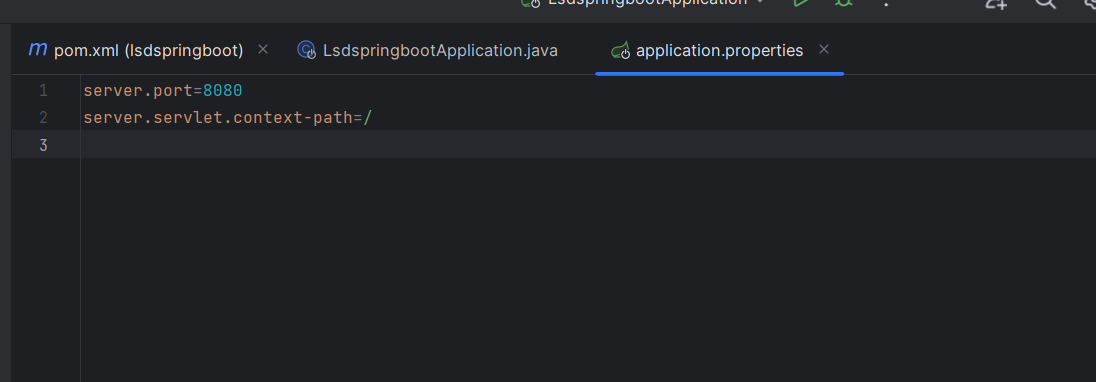 LsdspringbootApplication
pom.xml (lsdspringboot) LsdspringbootApplication.java application.properties
1 server.port=8080
2 server.servlet.context-path=/
3